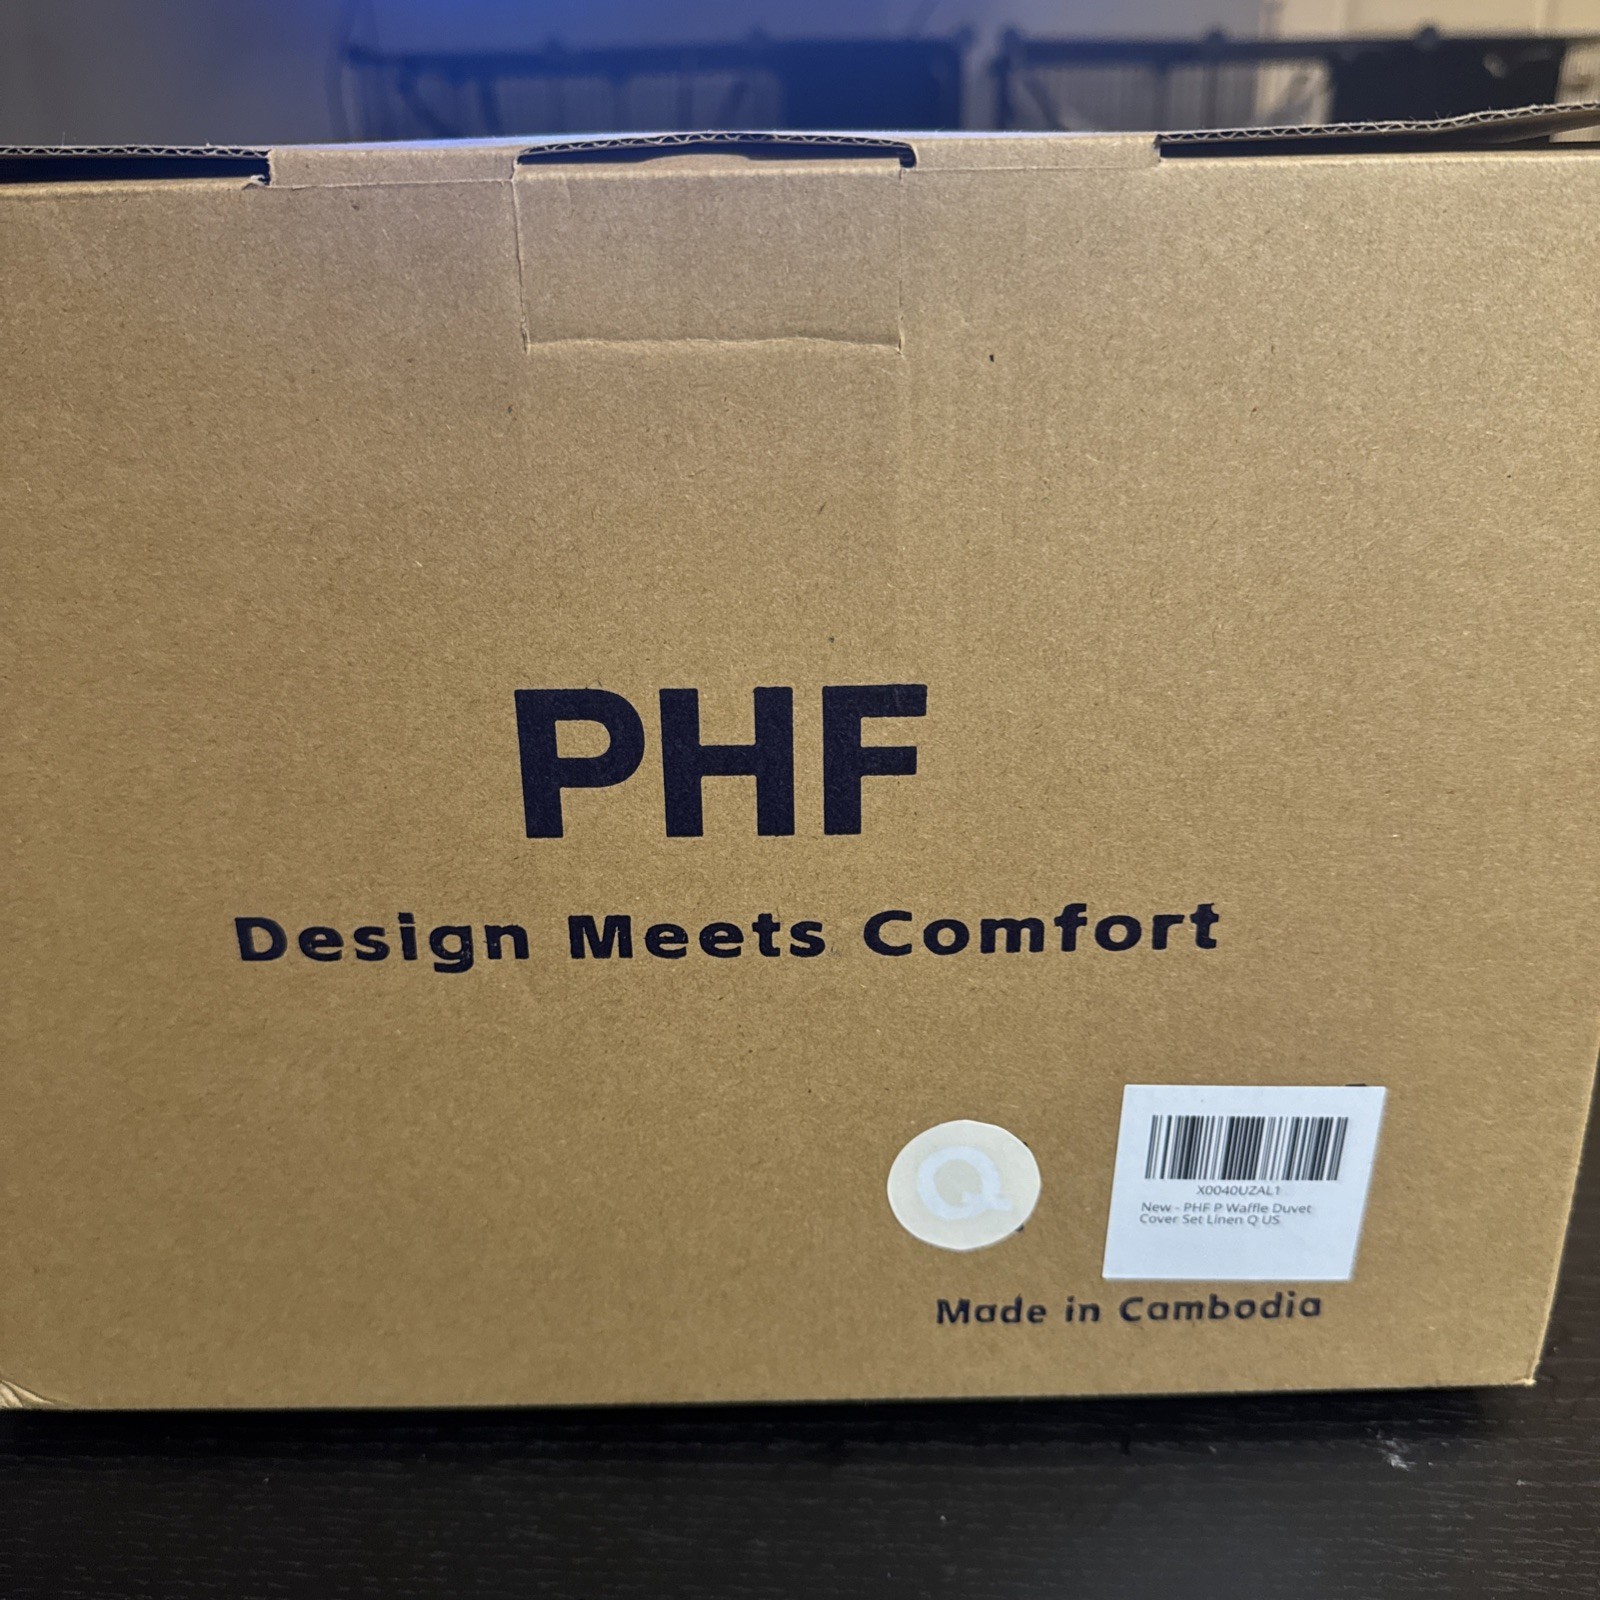 PHF
Design Meets Comfort
Q
X0040UZAL1
New - PHF P Waffle Duvet
Cover Set Linen Q US
Made in Cambodia